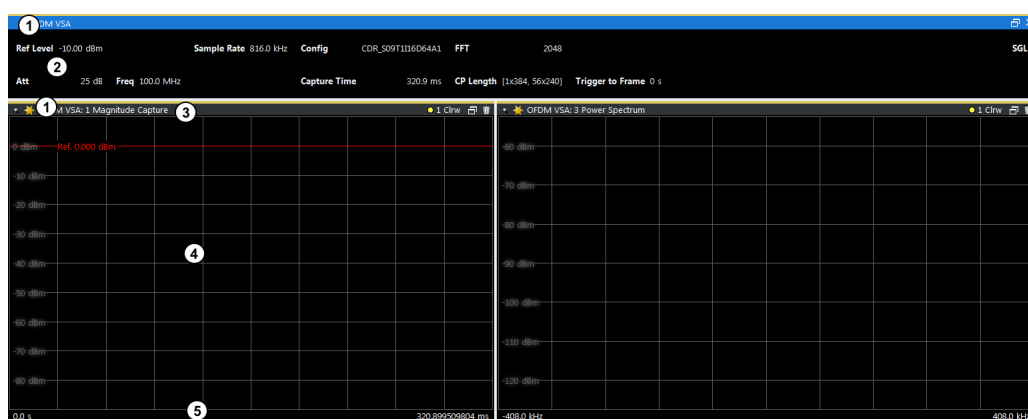 1 DM VSA
Ref Level -10.00 dBm Sample Rate 816.0 kHz Config CDR_S09T1I16D64A1 FFT 2048 SGL
2
Att 25 dB Freq 100.0 MHz Capture Time 320.9 ms CP Length [1x384, 56x240] Trigger to Frame 0 s
1 M VSA: 1 Magnitude Capture 3 1 Clrw
OFDM VSA: 3 Power Spectrum 1 Clrw
0 dBm Ref. 0.000 dBm
-10 dBm
-20 dBm
-30 dBm
4
-40 dBm
-50 dBm
-60 dBm
-70 dBm
-80 dBm
5
0.0 s 320.899509804 ms
-60 dBm
-70 dBm
-80 dBm
-90 dBm
-100 dBm
-110 dBm
-120 dBm
-408.0 kHz 408.0 kHz